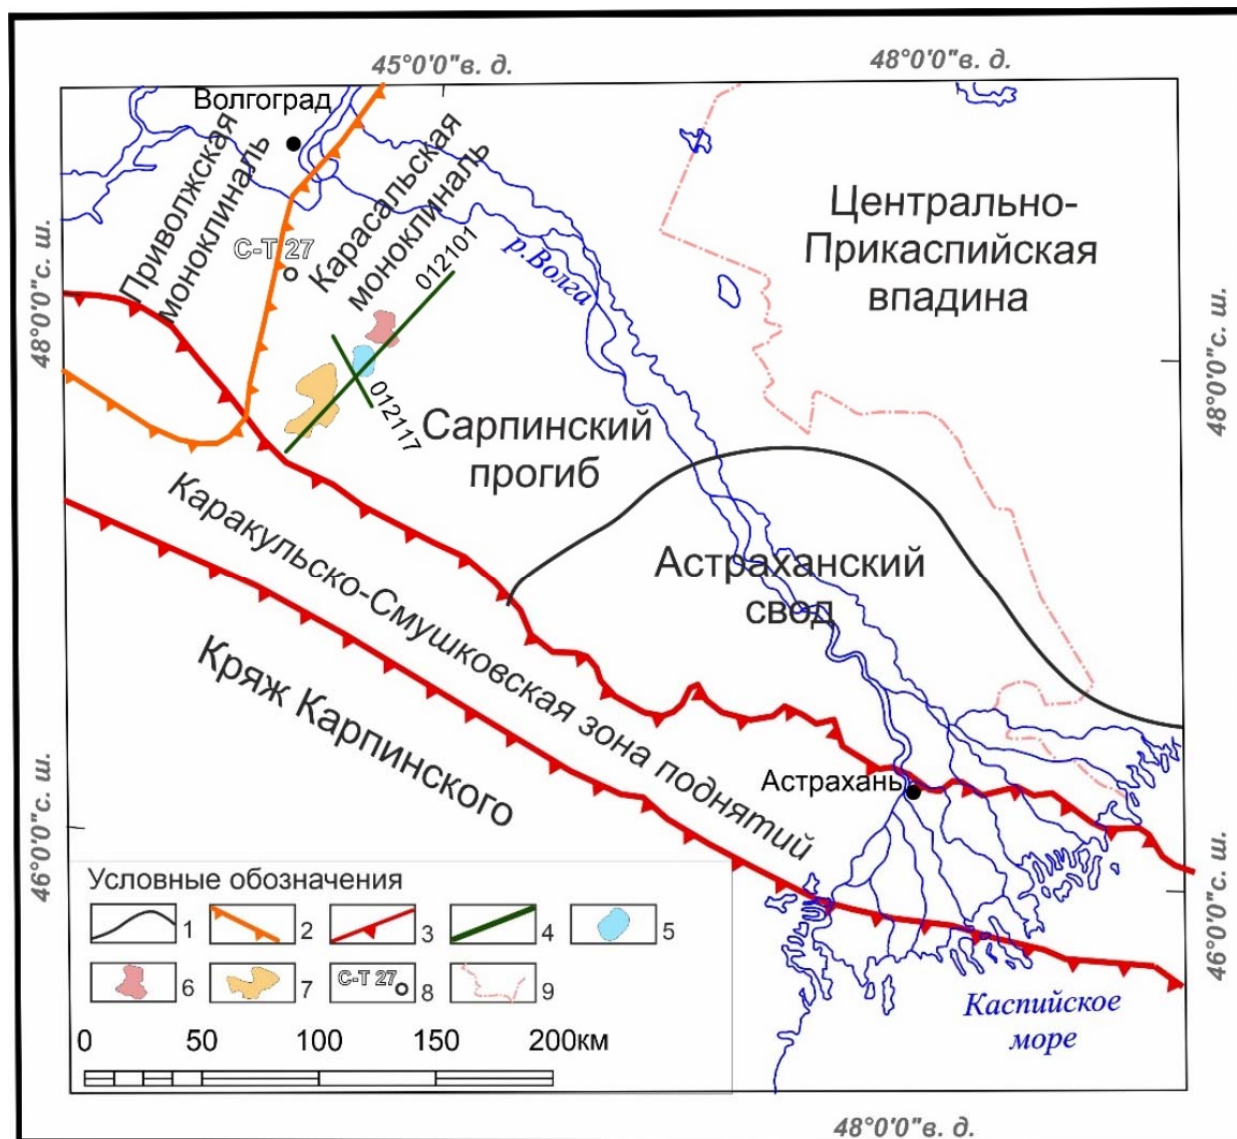 45°0'0"в. д.
48°0'0"в. д.
Волгоград
Приволжская
моноклиналь
С-Т 27
Карасальская
моноклиналь
012101
р.Волга
Центрально-
Прикаспийская
впадина
48°0'0"с. ш.
48°0'0"с. ш.
012117
Сарпинский
прогиб
Астраханский
свод
Каракульско-Смушковская зона поднятий
Кряж Карпинского
Астрахань
46°0'0"с. ш.
46°0'0"с. ш.
Каспийское
море
Условные обозначения
1
2
3
4
5
6
7
С-Т 27
8
9
0 50 100 150 200км
48°0'0"в. д.